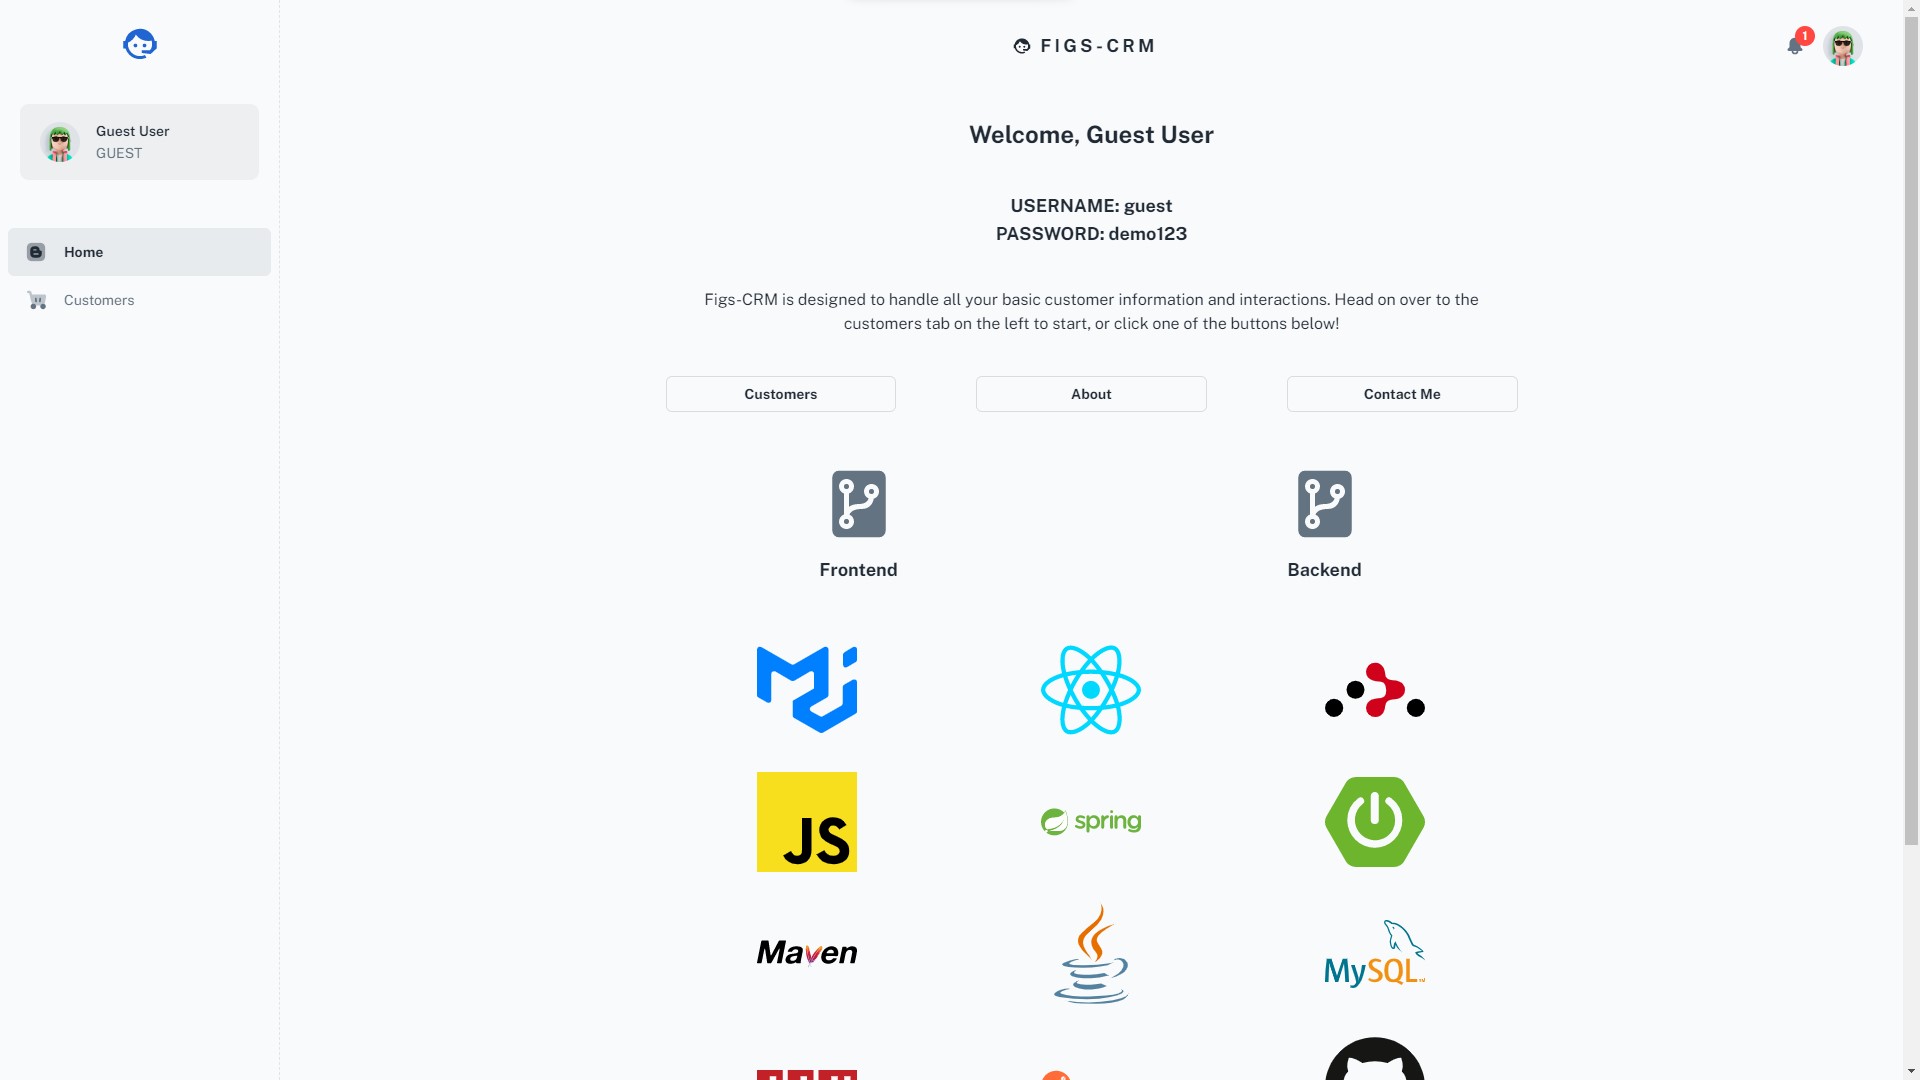 FIGS-CRM
1
Guest User
GUEST
Home
Customers
Welcome, Guest User
USERNAME: guest
PASSWORD: demo123
Figs-CRM is designed to handle all your basic customer information and interactions. Head on over to the
customers tab on the left to start, or click one of the buttons below!
Customers
About
Contact Me
Frontend
Backend
JS
spring
Maven
MySQL